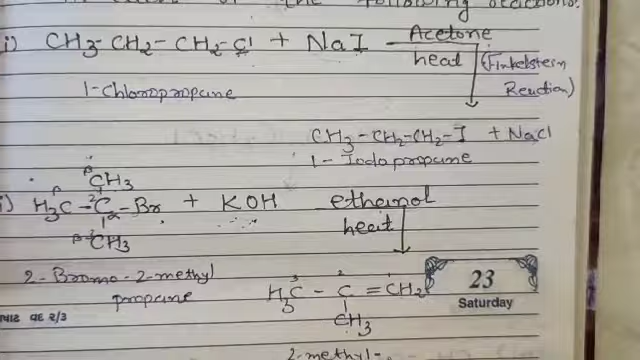 of the following reactions.
i) CH3-CH2-CH2-Cl + NaI Acetone
heat (Finkelstein Reaction)
1-Chloropropane
CH3-CH2-CH2-I + NaCl
1-Iodopropane
β CH3
i) H3C-C-Br + KOH ethanol
heat
β CH3
2-Bromo-2-methyl
propane
H3C - C = CH2
CH3
23
Saturday
2-methyl-